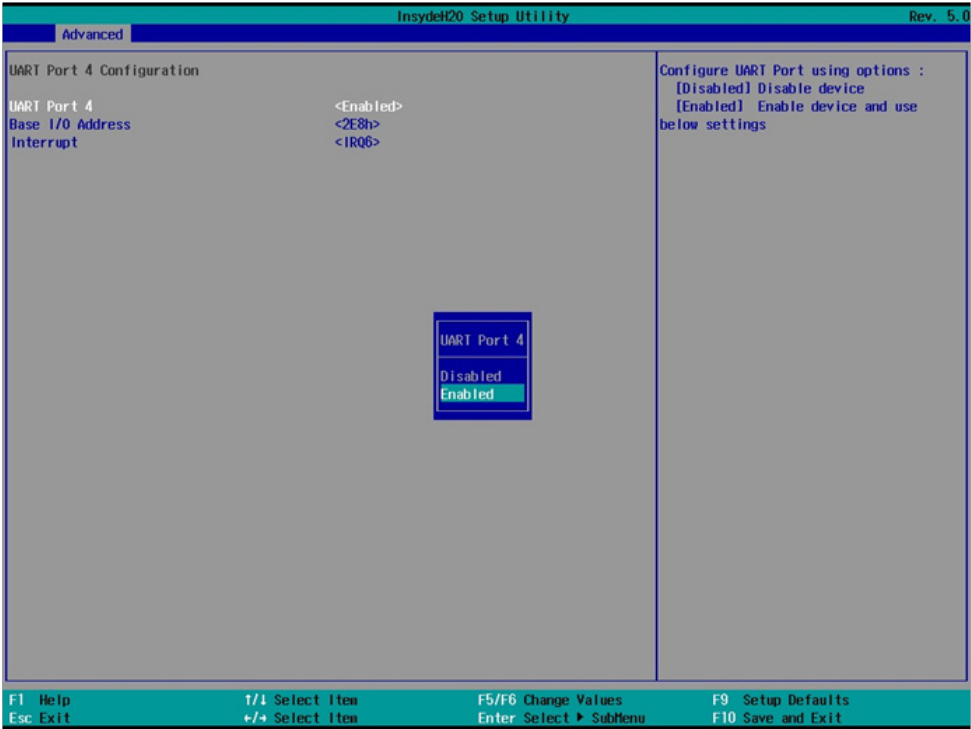 InsydeH20 Setup Utility Rev. 5.0
Advanced
UART Port 4 Configuration
UART Port 4 <Enabled>
Base I/O Address <2E8h>
Interrupt <IRQ6>
Configure UART Port using options :
[Disabled] Disable device
[Enabled] Enable device and use
below settings
UART Port 4
Disabled
Enabled
F1 Help ↑/↓ Select Item F5/F6 Change Values F9 Setup Defaults
Esc Exit ←/→ Select Item Enter Select ▶ SubMenu F10 Save and Exit